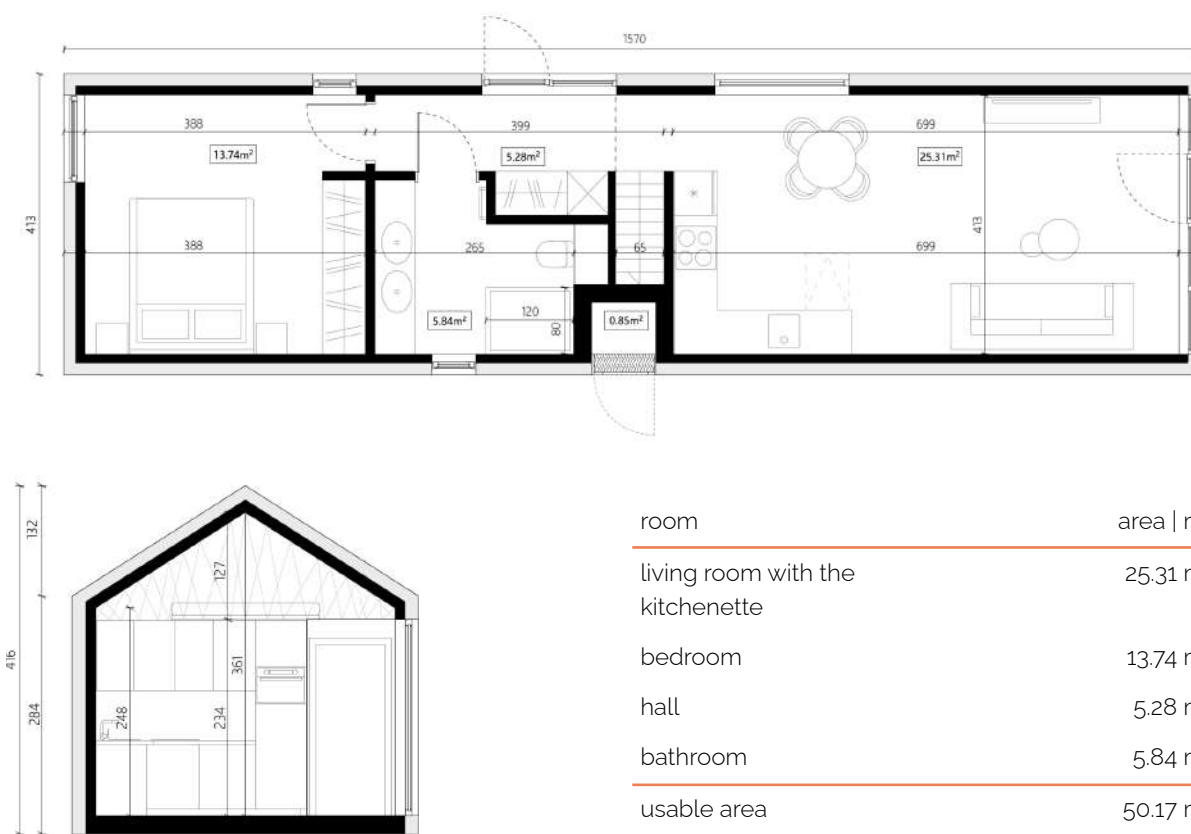 1570
388
399
699
13.74m²
5.28m²
25.31m²
413
413
388
265
65
699
5.84m²
120
80
0.85m²
132
127
416
361
284
248
234
room area |
living room with the 25.31
kitchenette
bedroom 13.74
hall 5.28
bathroom 5.84
usable area 50.17